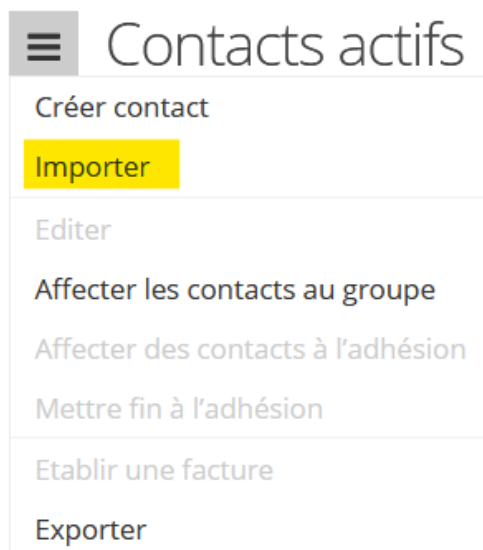 Contacts actifs
Créer contact
Importer
Editer
Affecter les contacts au groupe
Affecter des contacts à l’adhésion
Mettre fin à l’adhésion
Etablir une facture
Exporter